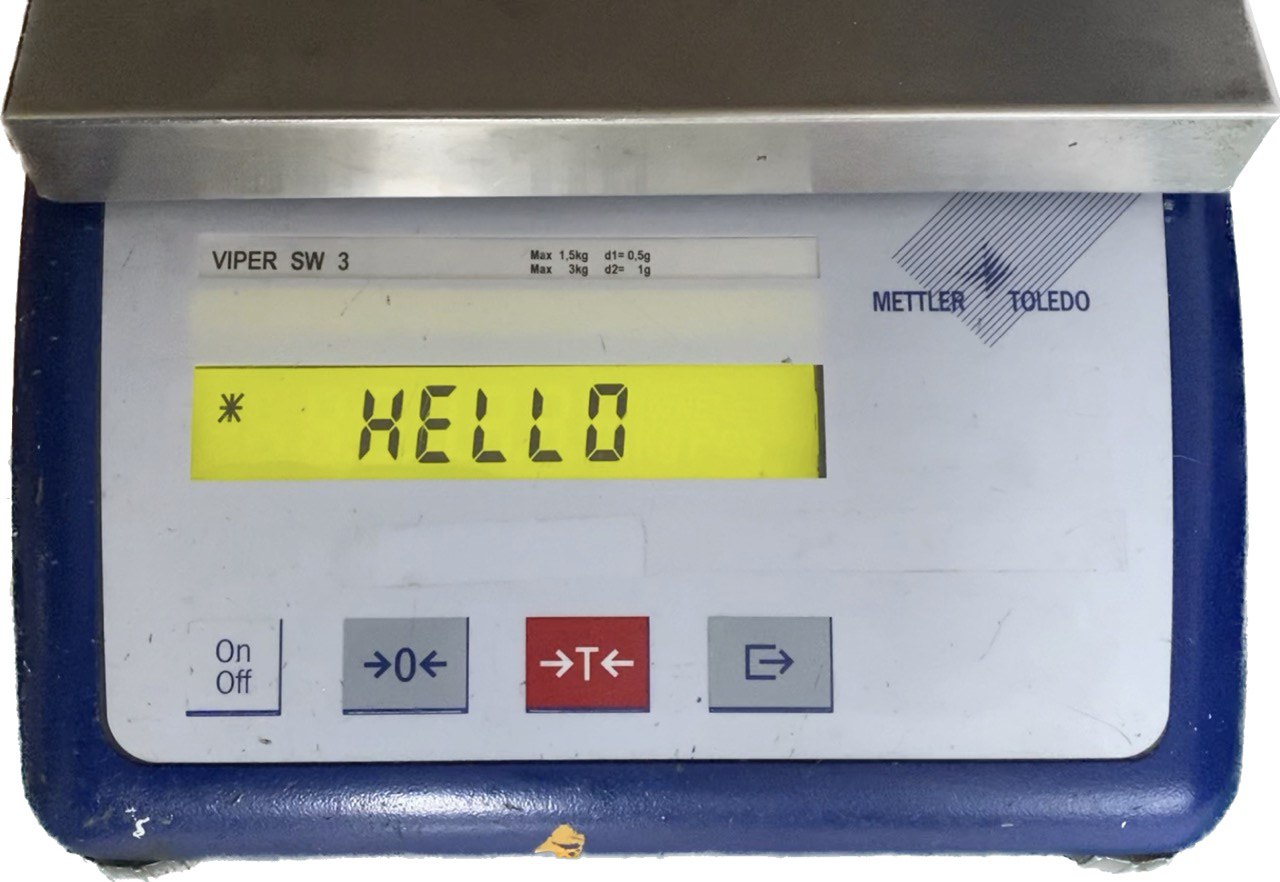 VIPER SW 3
Max 1,5kg d1= 0,5g
Max 3kg d2= 1g
METTLER TOLEDO
* HELLO
On
Off
→0←
→T←